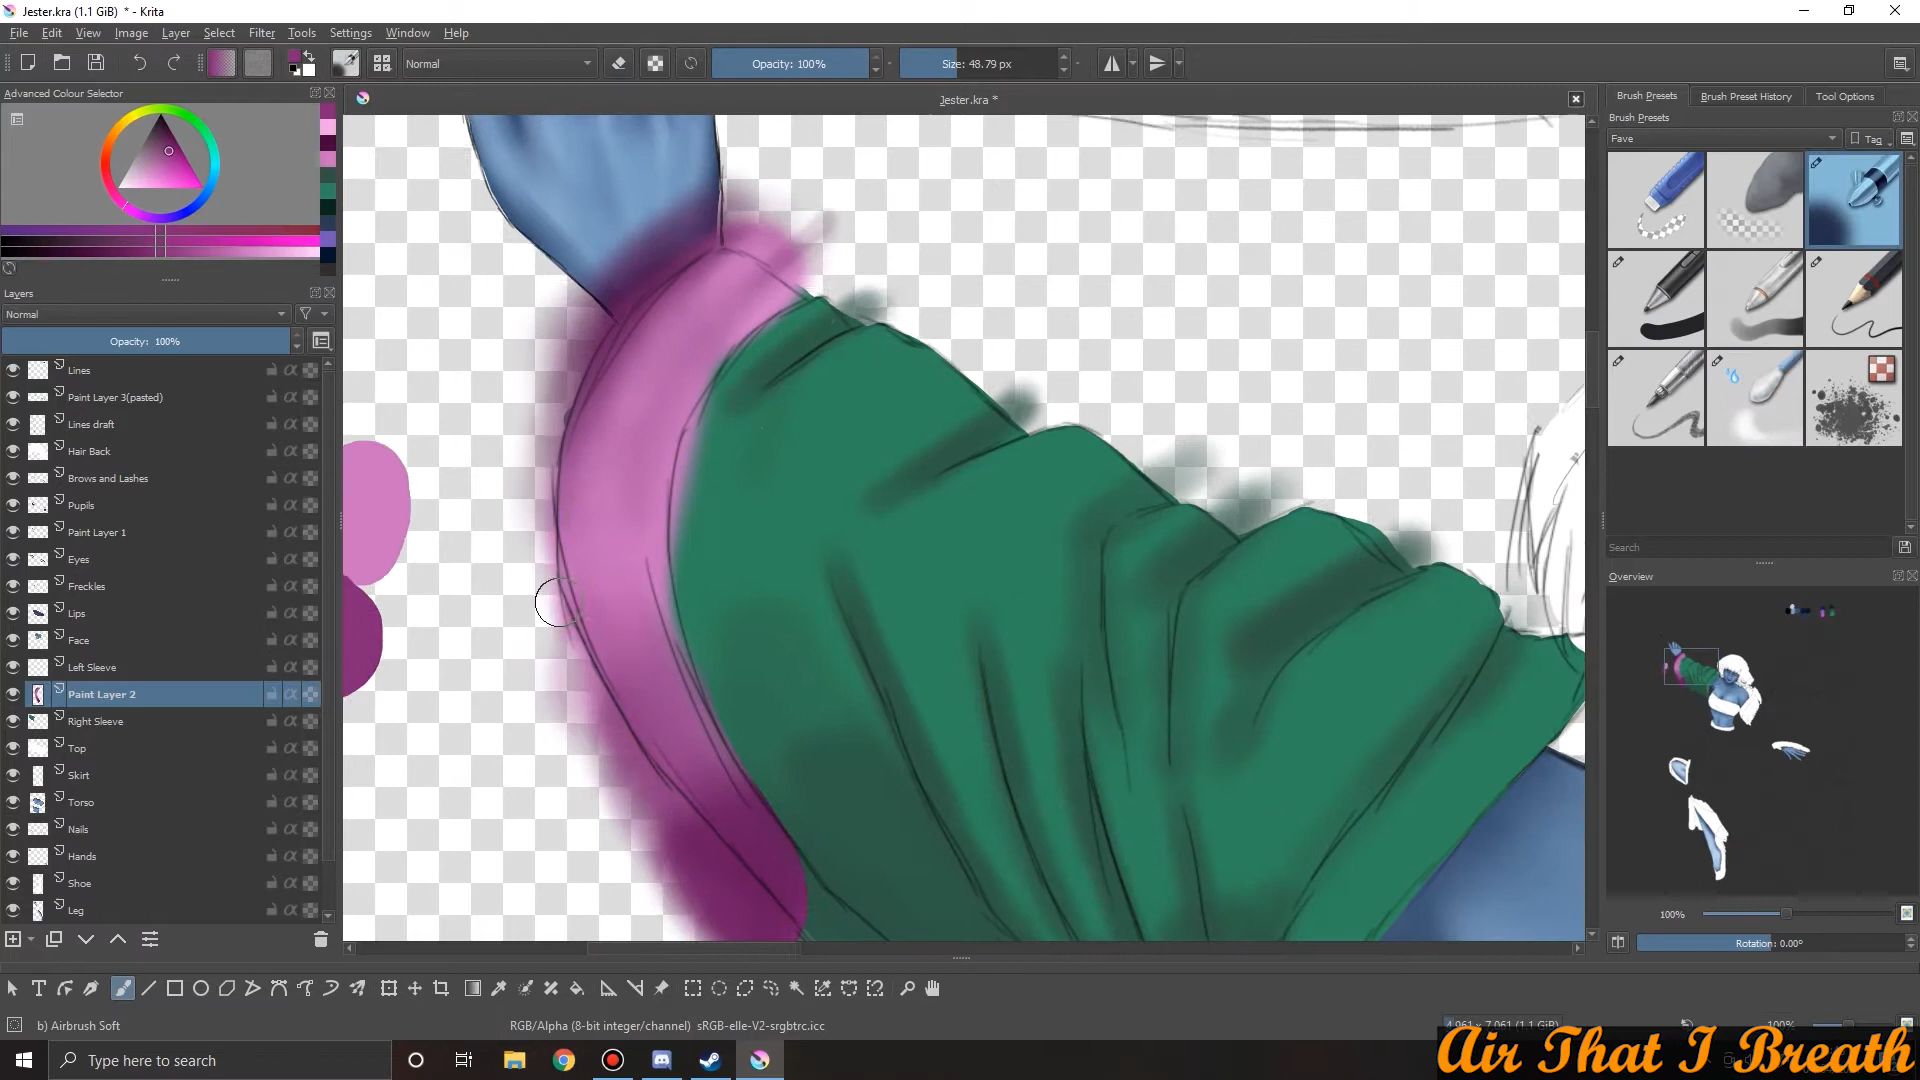 Jester.kra (1.1 GiB) * - Krita
File Edit View Image Layer Select Filter Tools Settings Window Help
Normal
Opacity: 100%
Size: 48.79 px
Advanced Colour Selector
Jester.kra *
Brush Presets
Brush Preset History
Tool Options
Brush Presets
Fave
Tag
Layers
Normal
Opacity: 100%
Lines
Paint Layer 3(pasted)
Lines draft
Hair Back
Brows and Lashes
Pupils
Paint Layer 1
Eyes
Freckles
Lips
Face
Left Sleeve
Paint Layer 2
Right Sleeve
Top
Skirt
Torso
Nails
Hands
Shoe
Leg
Search
Overview
100%
Rotation: 0.00°
b) Airbrush Soft
RGB/Alpha (8-bit integer/channel) sRGB-elle-V2-srgbtrc.icc
4,961 x 7,061 (1.1 GiB)
100%
Type here to search
Air That I Breath